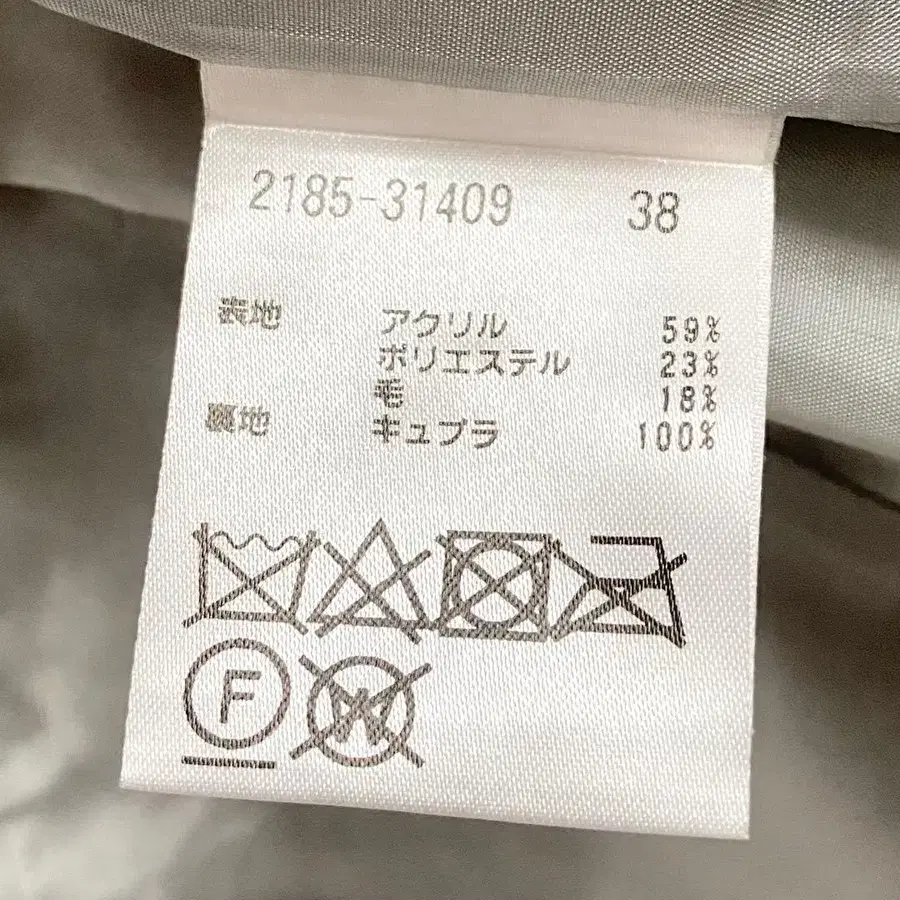 2185-31409 38
表地 アクリル 59%
ポリエステル 23%
毛 18%
裏地 キュプラ 100%
F W